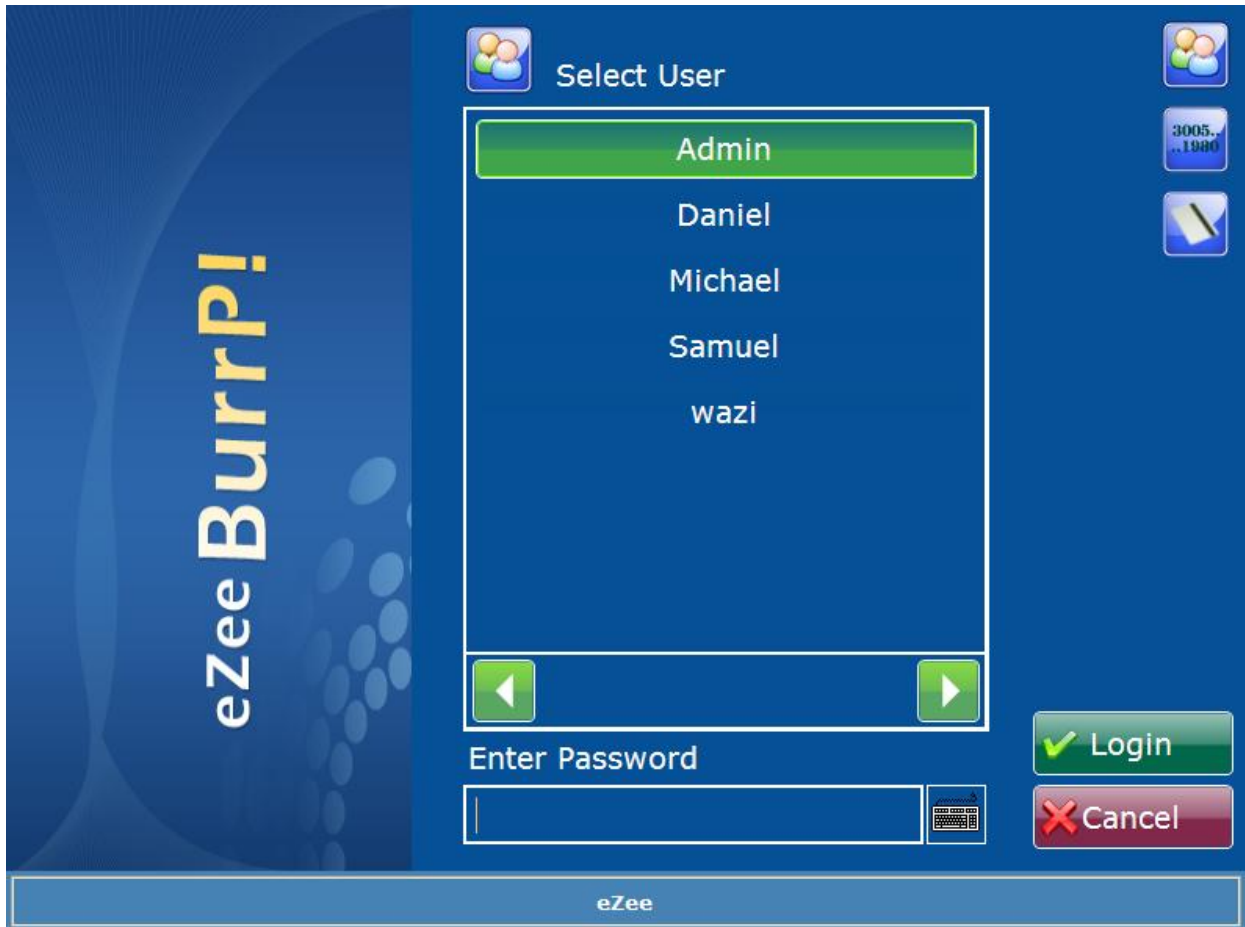 eZee BurrP!
Select User
3005..
..1980
Admin
Daniel
Michael
Samuel
wazi
Enter Password
Login
Cancel
eZee